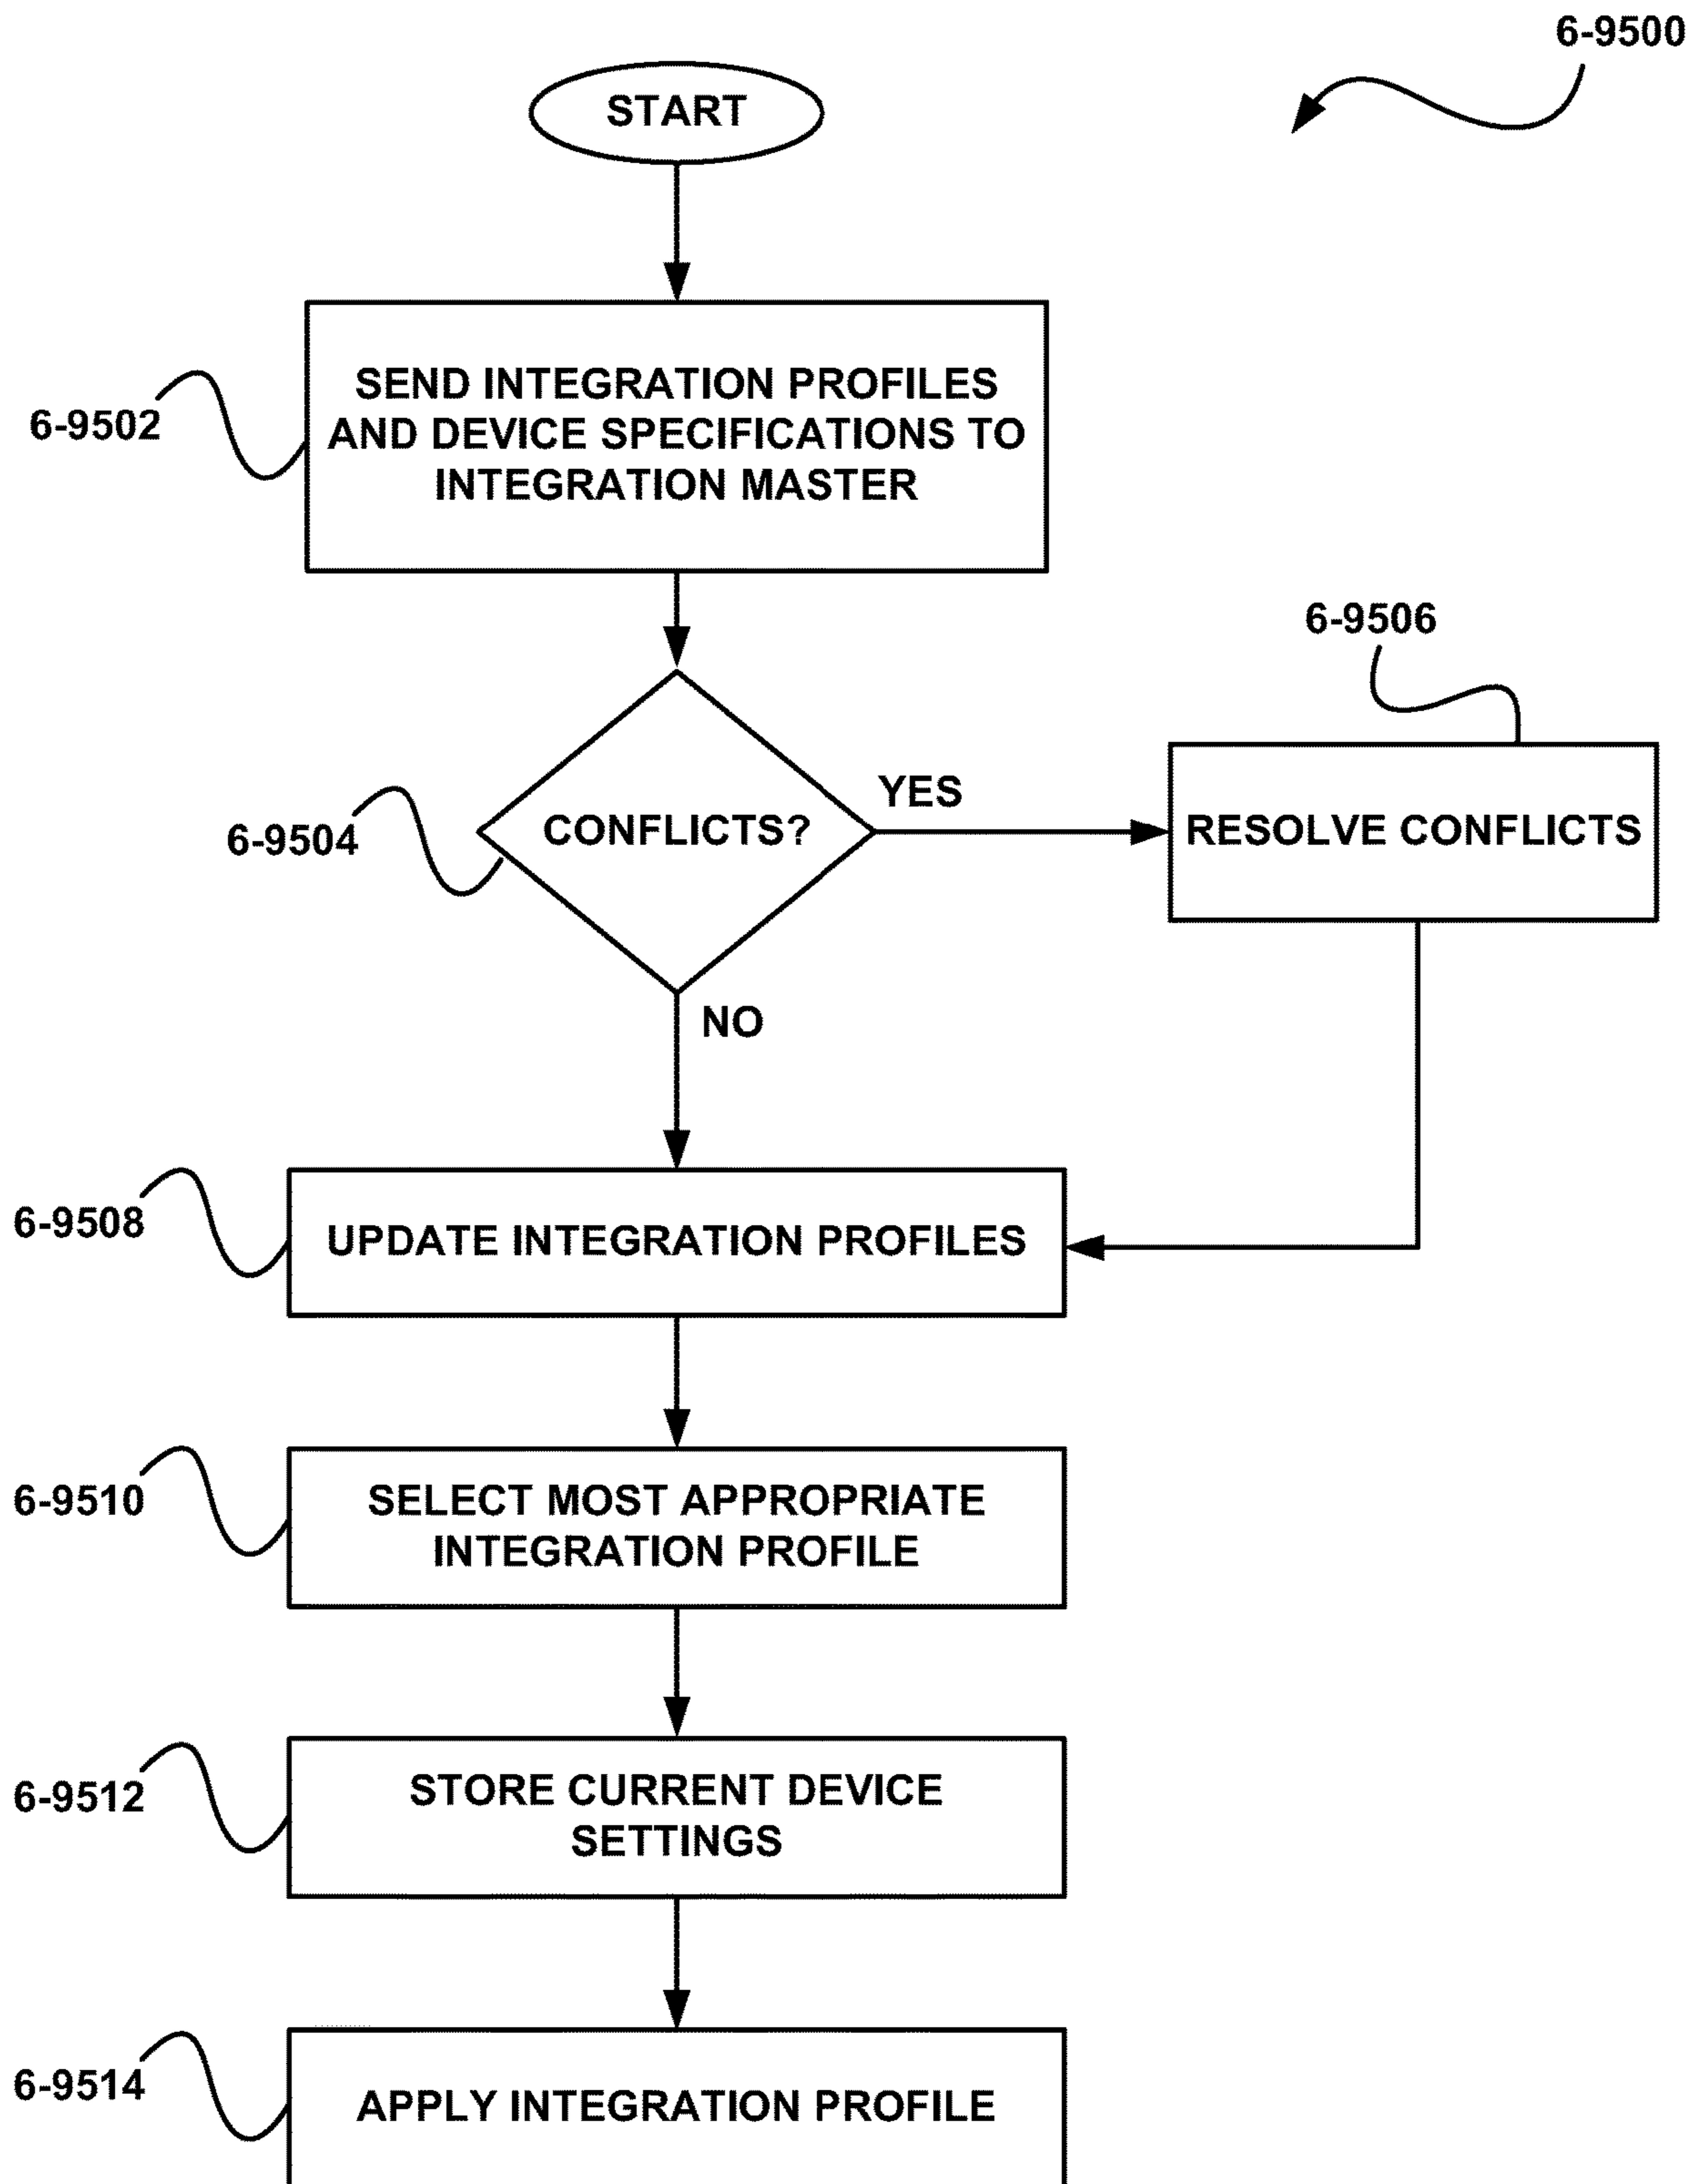 6-9500
START
SEND INTEGRATION PROFILES
AND DEVICE SPECIFICATIONS TO
INTEGRATION MASTER
6-9502
6-9506
YES
CONFLICTS?
RESOLVE CONFLICTS
6-9504
NO
6-9508
UPDATE INTEGRATION PROFILES
6-9510
SELECT MOST APPROPRIATE
INTEGRATION PROFILE
6-9512
STORE CURRENT DEVICE
SETTINGS
6-9514
APPLY INTEGRATION PROFILE